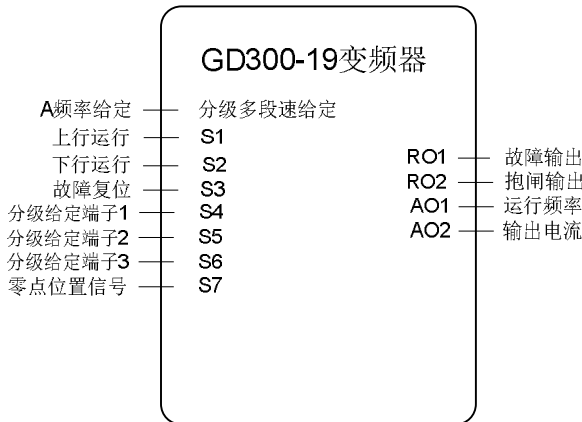 GD300-19变频器
A频率给定 分级多段速给定
上行运行 S1
下行运行 S2
故障复位 S3
分级给定端子1 S4
分级给定端子2 S5
分级给定端子3 S6
零点位置信号 S7
RO1 故障输出
RO2 抱闸输出
AO1 运行频率
AO2 输出电流